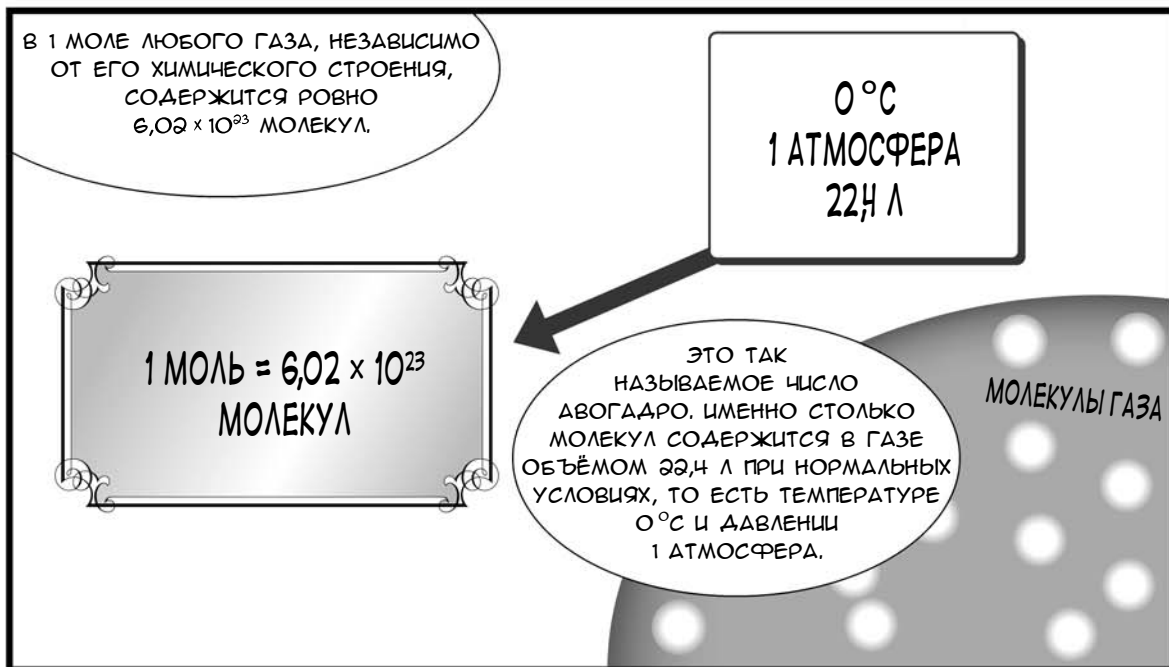 В 1 МОЛЕ ЛЮБОГО ГАЗА, НЕЗАВИСИМО
ОТ ЕГО ХИМИЧЕСКОГО СТРОЕНИЯ,
СОДЕРЖИТСЯ РОВНО
6,02 × 10²³ МОЛЕКУЛ.
0 °C
1 АТМОСФЕРА
22,4 Л
1 МОЛЬ = 6,02 × 10²³
МОЛЕКУЛ
ЭТО ТАК
НАЗЫВАЕМОЕ ЧИСЛО
АВОГАДРО. ИМЕННО СТОЛЬКО
МОЛЕКУЛ СОДЕРЖИТСЯ В ГАЗЕ
ОБЪЁМОМ 22,4 Л ПРИ НОРМАЛЬНЫХ
УСЛОВИЯХ, ТО ЕСТЬ ТЕМПЕРАТУРЕ
0 °C И ДАВЛЕНИИ
1 АТМОСФЕРА.
МОЛЕКУЛЫ ГАЗА